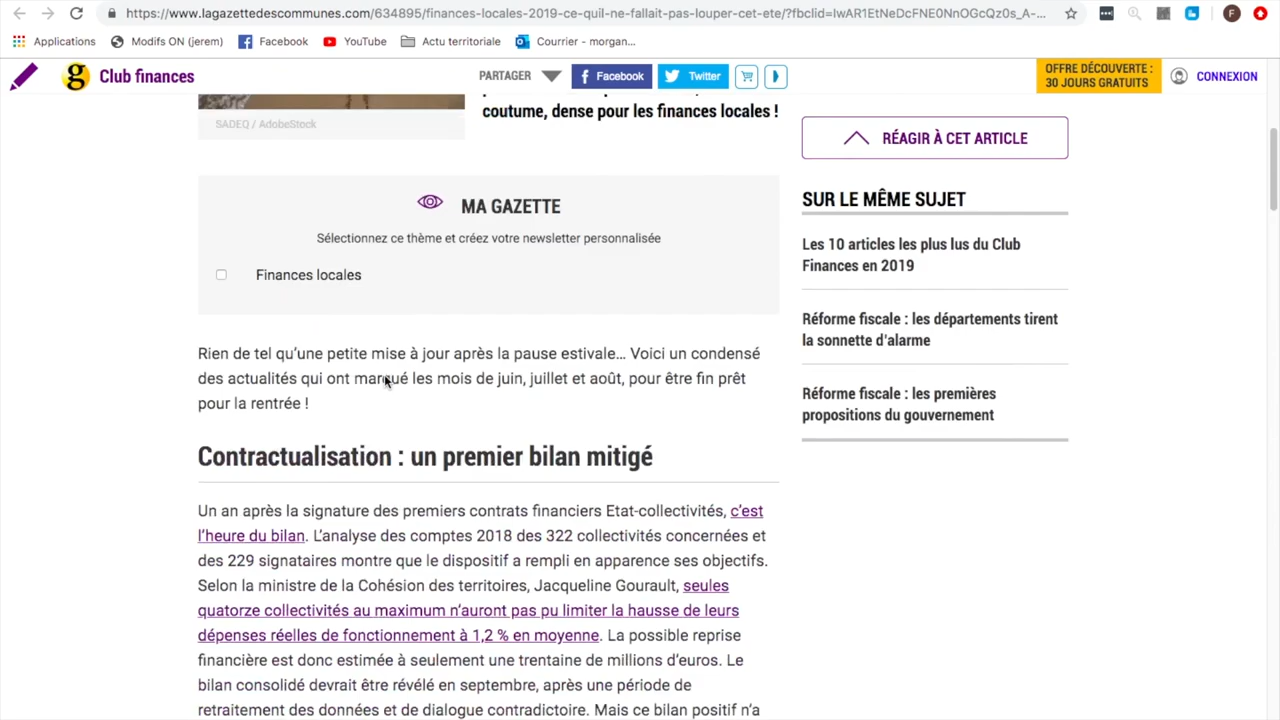 https://www.lagazettedescommunes.com/634895/finances-locales-2019-ce-quil-ne-fallait-pas-louper-cet-ete/?fbclid=IwAR1EtNeDcFNE0NnOGcQz0s_A-...
F
Applications
Modifs ON (jerem)
Facebook
YouTube
Actu territoriale
Courrier - morgan...
g
Club finances
PARTAGER
Facebook
Twitter
OFFRE DÉCOUVERTE :
30 JOURS GRATUITS
CONNEXION
SADEQ / AdobeStock
coutume, dense pour les finances locales !
RÉAGIR À CET ARTICLE
MA GAZETTE
Sélectionnez ce thème et créez votre newsletter personnalisée
Finances locales
SUR LE MÊME SUJET
Les 10 articles les plus lus du Club
Finances en 2019
Réforme fiscale : les départements tirent
la sonnette d'alarme
Réforme fiscale : les premières
propositions du gouvernement
Rien de tel qu'une petite mise à jour après la pause estivale… Voici un condensé
des actualités qui ont marqué les mois de juin, juillet et août, pour être fin prêt
pour la rentrée !
Contractualisation : un premier bilan mitigé
Un an après la signature des premiers contrats financiers Etat-collectivités, c'est
l'heure du bilan. L'analyse des comptes 2018 des 322 collectivités concernées et
des 229 signataires montre que le dispositif a rempli en apparence ses objectifs.
Selon la ministre de la Cohésion des territoires, Jacqueline Gourault, seules
quatorze collectivités au maximum n'auront pas pu limiter la hausse de leurs
dépenses réelles de fonctionnement à 1,2 % en moyenne. La possible reprise
financière est donc estimée à seulement une trentaine de millions d'euros. Le
bilan consolidé devrait être révélé en septembre, après une période de
retraitement des données et de dialogue contradictoire. Mais ce bilan positif n'a